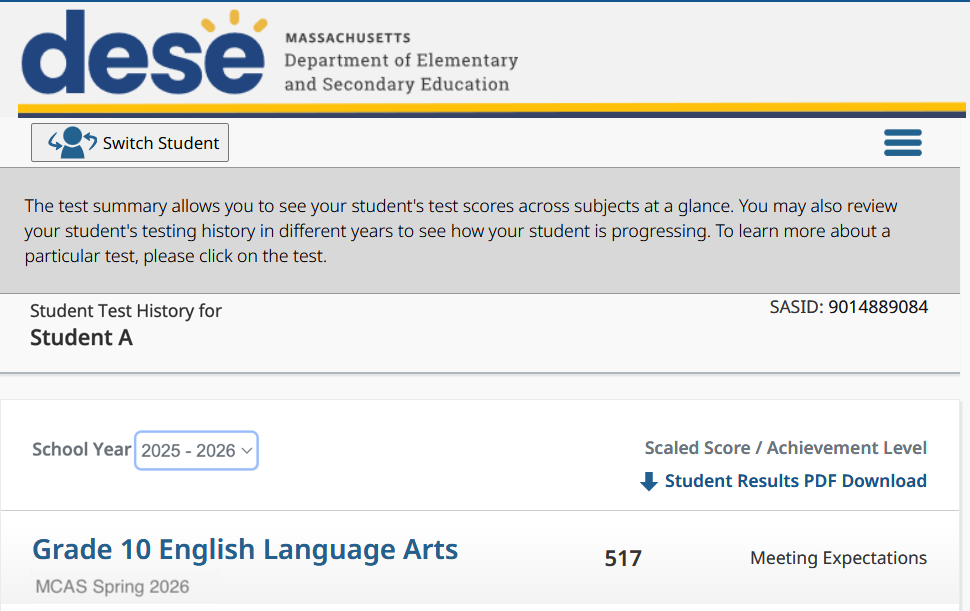 dese
MASSACHUSETTS
Department of Elementary
and Secondary Education
Switch Student
The test summary allows you to see your student's test scores across subjects at a glance. You may also review
your student's testing history in different years to see how your student is progressing. To learn more about a
particular test, please click on the test.
Student Test History for
SASID: 9014889084
Student A
School Year 2025 - 2026
Scaled Score / Achievement Level
Student Results PDF Download
Grade 10 English Language Arts 517 Meeting Expectations
MCAS Spring 2026